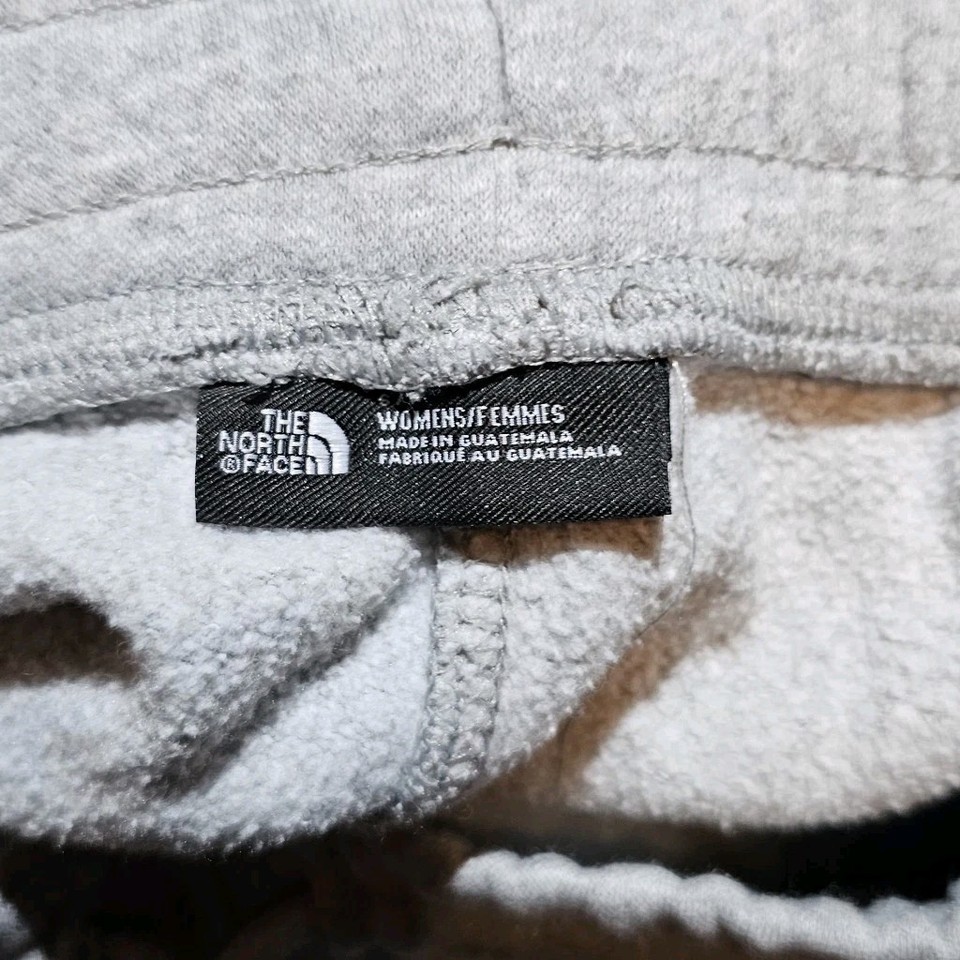 THE
NORTH
® FACE
WOMENS/FEMMES
MADE IN GUATEMALA
FABRIQUÉ AU GUATEMALA